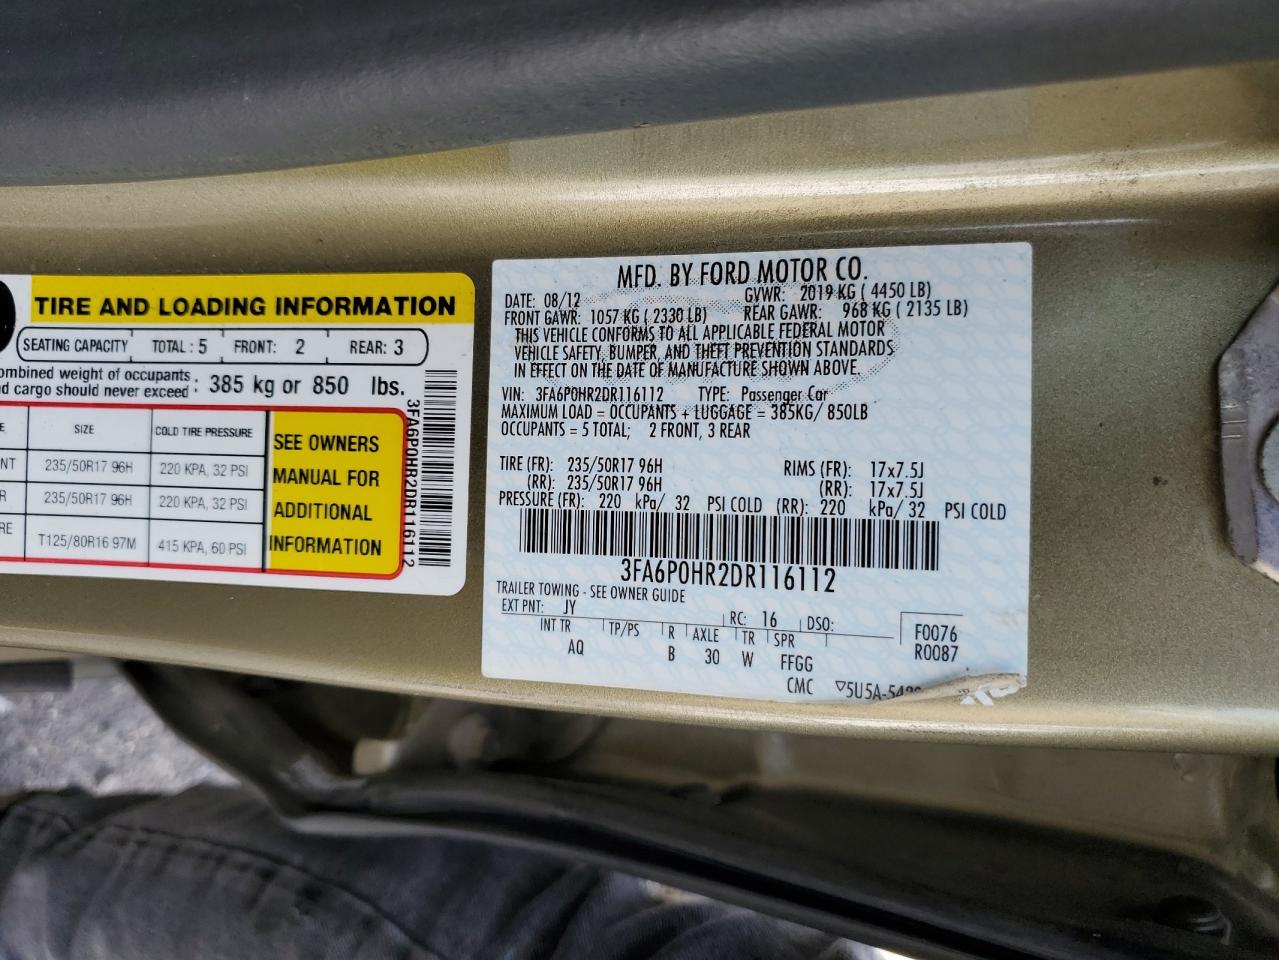 TIRE AND LOADING INFORMATION
SEATING CAPACITY TOTAL : 5 FRONT: 2 REAR: 3
ombined weight of occupants
nd cargo should never exceed : 385 kg or 850 lbs.
E SIZE COLD TIRE PRESSURE
NT 235/50R17 96H 220 KPA, 32 PSI
R 235/50R17 96H 220 KPA, 32 PSI
RE T125/80R16 97M 415 KPA, 60 PSI
SEE OWNERS
MANUAL FOR
ADDITIONAL
INFORMATION
3FA6P0HR2DR116112
MFD. BY FORD MOTOR CO.
DATE: 08/12 GVWR: 2019 KG ( 4450 LB)
FRONT GAWR: 1057 KG ( 2330 LB) REAR GAWR: 968 KG ( 2135 LB)
THIS VEHICLE CONFORMS TO ALL APPLICABLE FEDERAL MOTOR
VEHICLE SAFETY, BUMPER, AND THEFT PREVENTION STANDARDS
IN EFFECT ON THE DATE OF MANUFACTURE SHOWN ABOVE.
VIN: 3FA6P0HR2DR116112 TYPE: Passenger Car
MAXIMUM LOAD = OCCUPANTS + LUGGAGE = 385KG/ 850LB
OCCUPANTS = 5 TOTAL; 2 FRONT, 3 REAR
TIRE (FR): 235/50R17 96H RIMS (FR): 17x7.5J
(RR): 235/50R17 96H (RR): 17x7.5J
PRESSURE (FR): 220 kPa/ 32 PSI COLD (RR): 220 kPa/ 32 PSI COLD
3FA6P0HR2DR116112
TRAILER TOWING - SEE OWNER GUIDE
EXT PNT: JY RC: 16 DSO:
INT TR TP/PS R AXLE TR SPR
AQ B 30 W FFGG
F0076
R0087
CMC ▽5U5A-5420